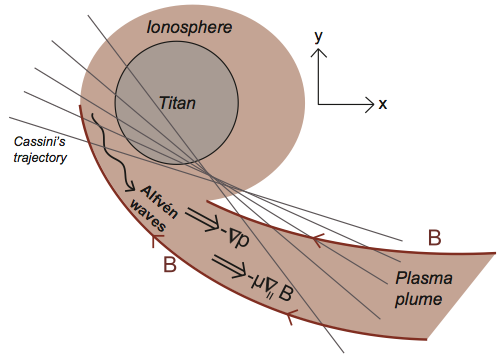 Ionosphere
y
Titan
x
Cassini's
trajectory
Alfvén
waves
-∇p
B
B
-μ∇∥ B
Plasma
plume